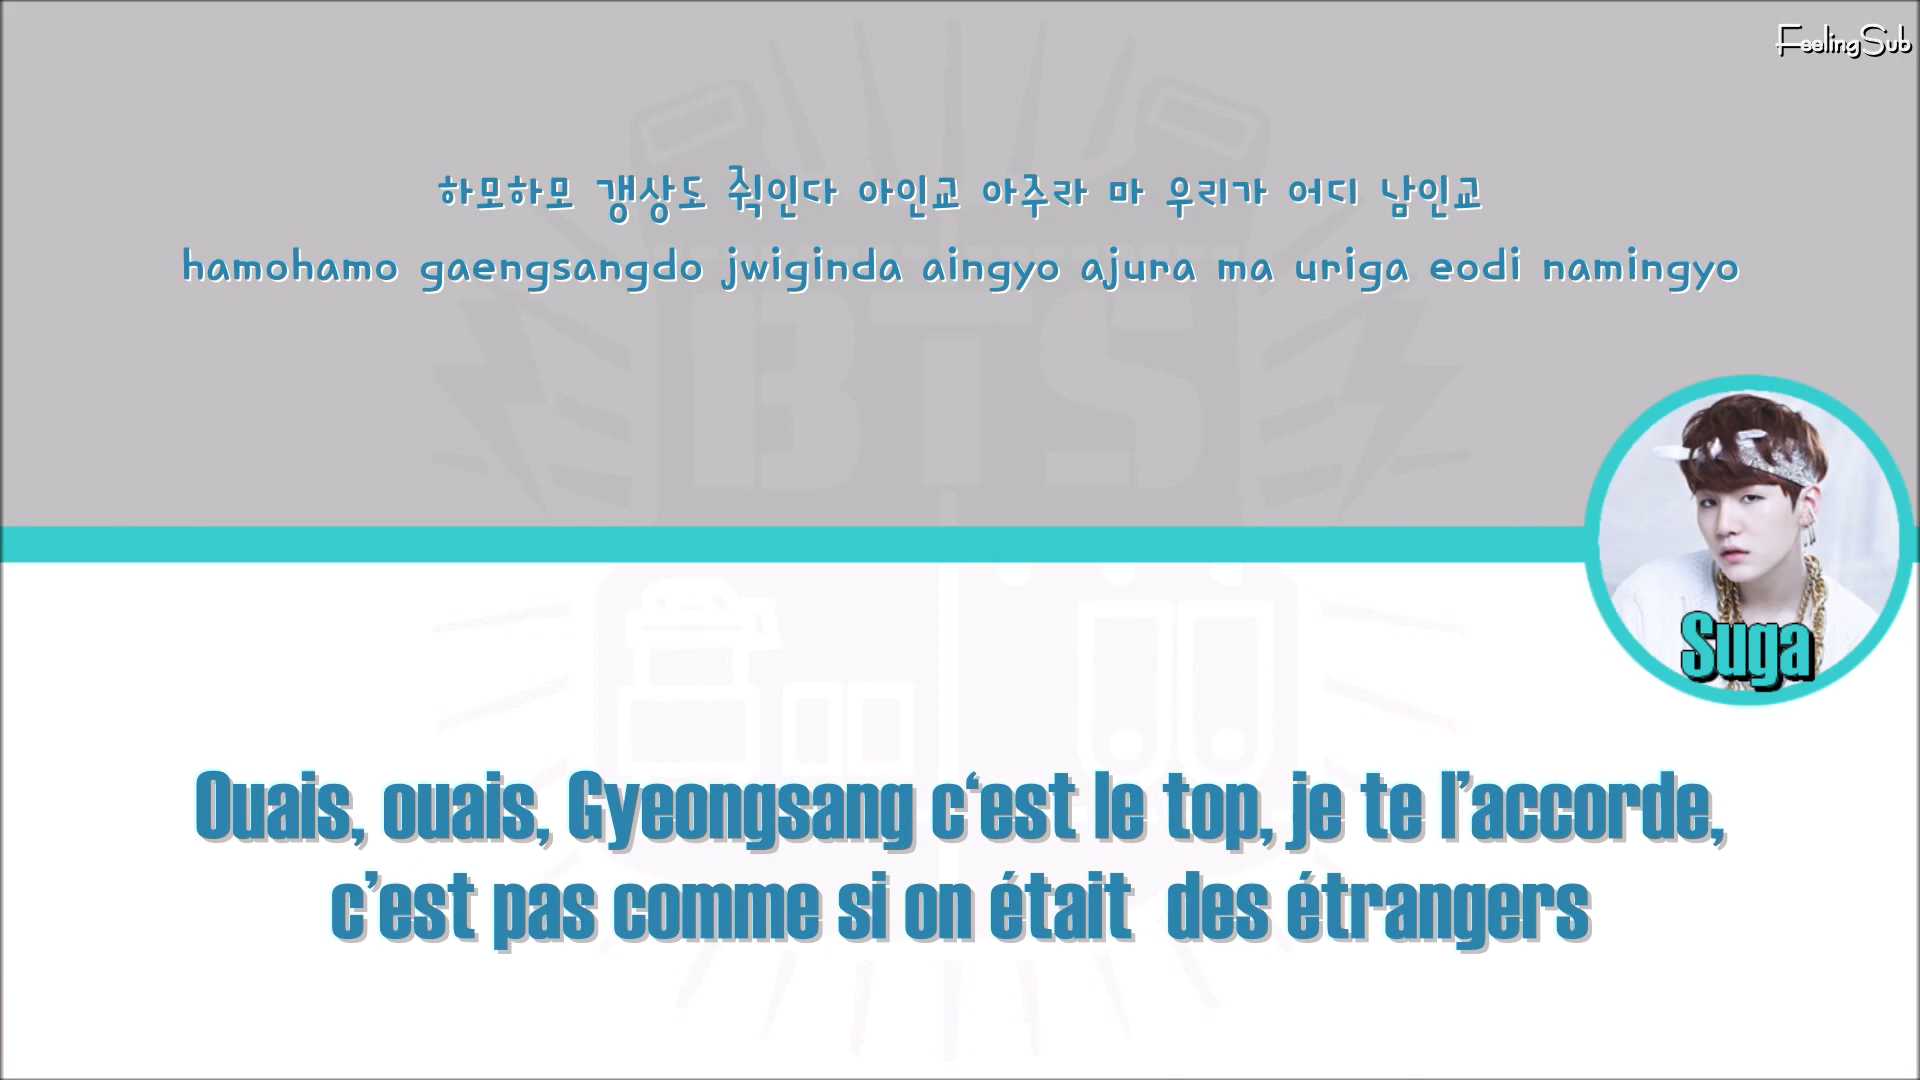 FeelingSub
하모하모 갱상도 쥑인다 아인교 아주라 마 우리가 어디 남인교
hamohamo gaengsangdo jwiginda aingyo ajura ma uriga eodi namingyo
BTS
Suga
Ouais, ouais, Gyeongsang c‘est le top, je te l’accorde,
c’est pas comme si on était  des étrangers